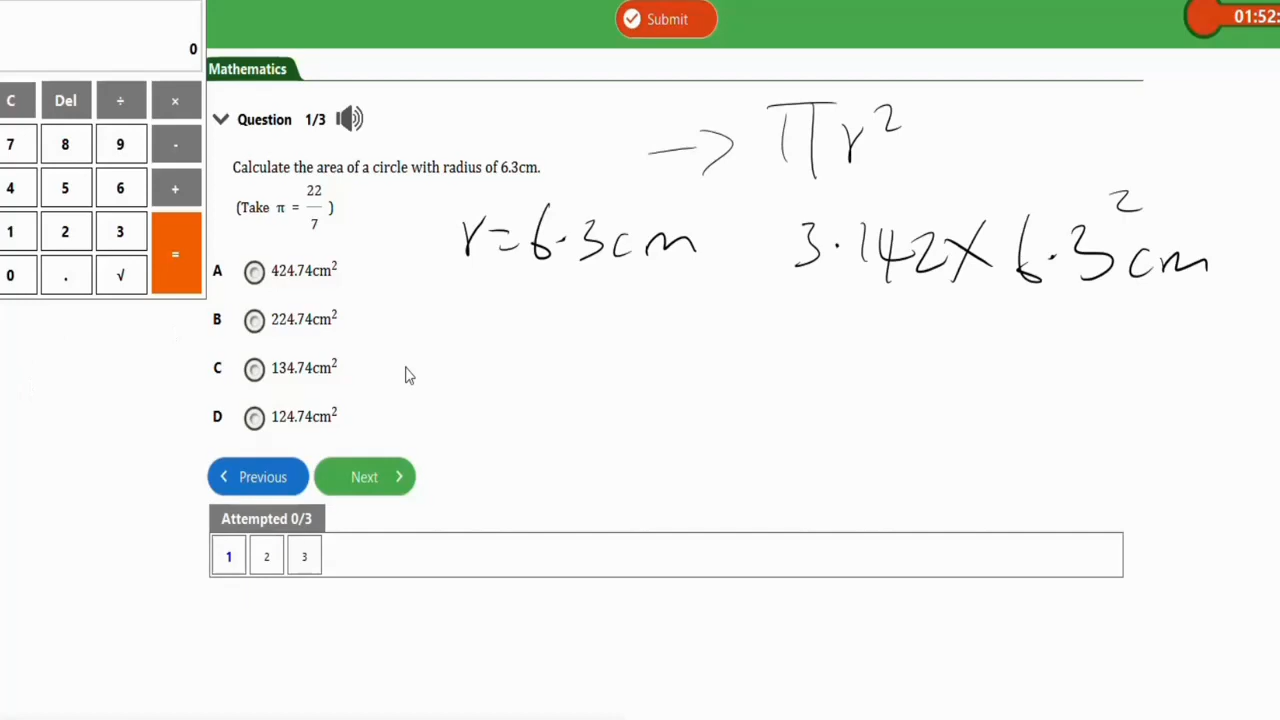 Submit
01:52:
0
Mathematics
C Del ÷ ×
7 8 9 -
4 5 6 +
1 2 3 =
0 . √
Question 1/3
Calculate the area of a circle with radius of 6.3cm.
(Take π = 22/7 )
→ πr²
r=6.3cm
3.142×6.3²cm
A 424.74cm²
B 224.74cm²
C 134.74cm²
D 124.74cm²
Previous Next
Attempted 0/3
1 2 3